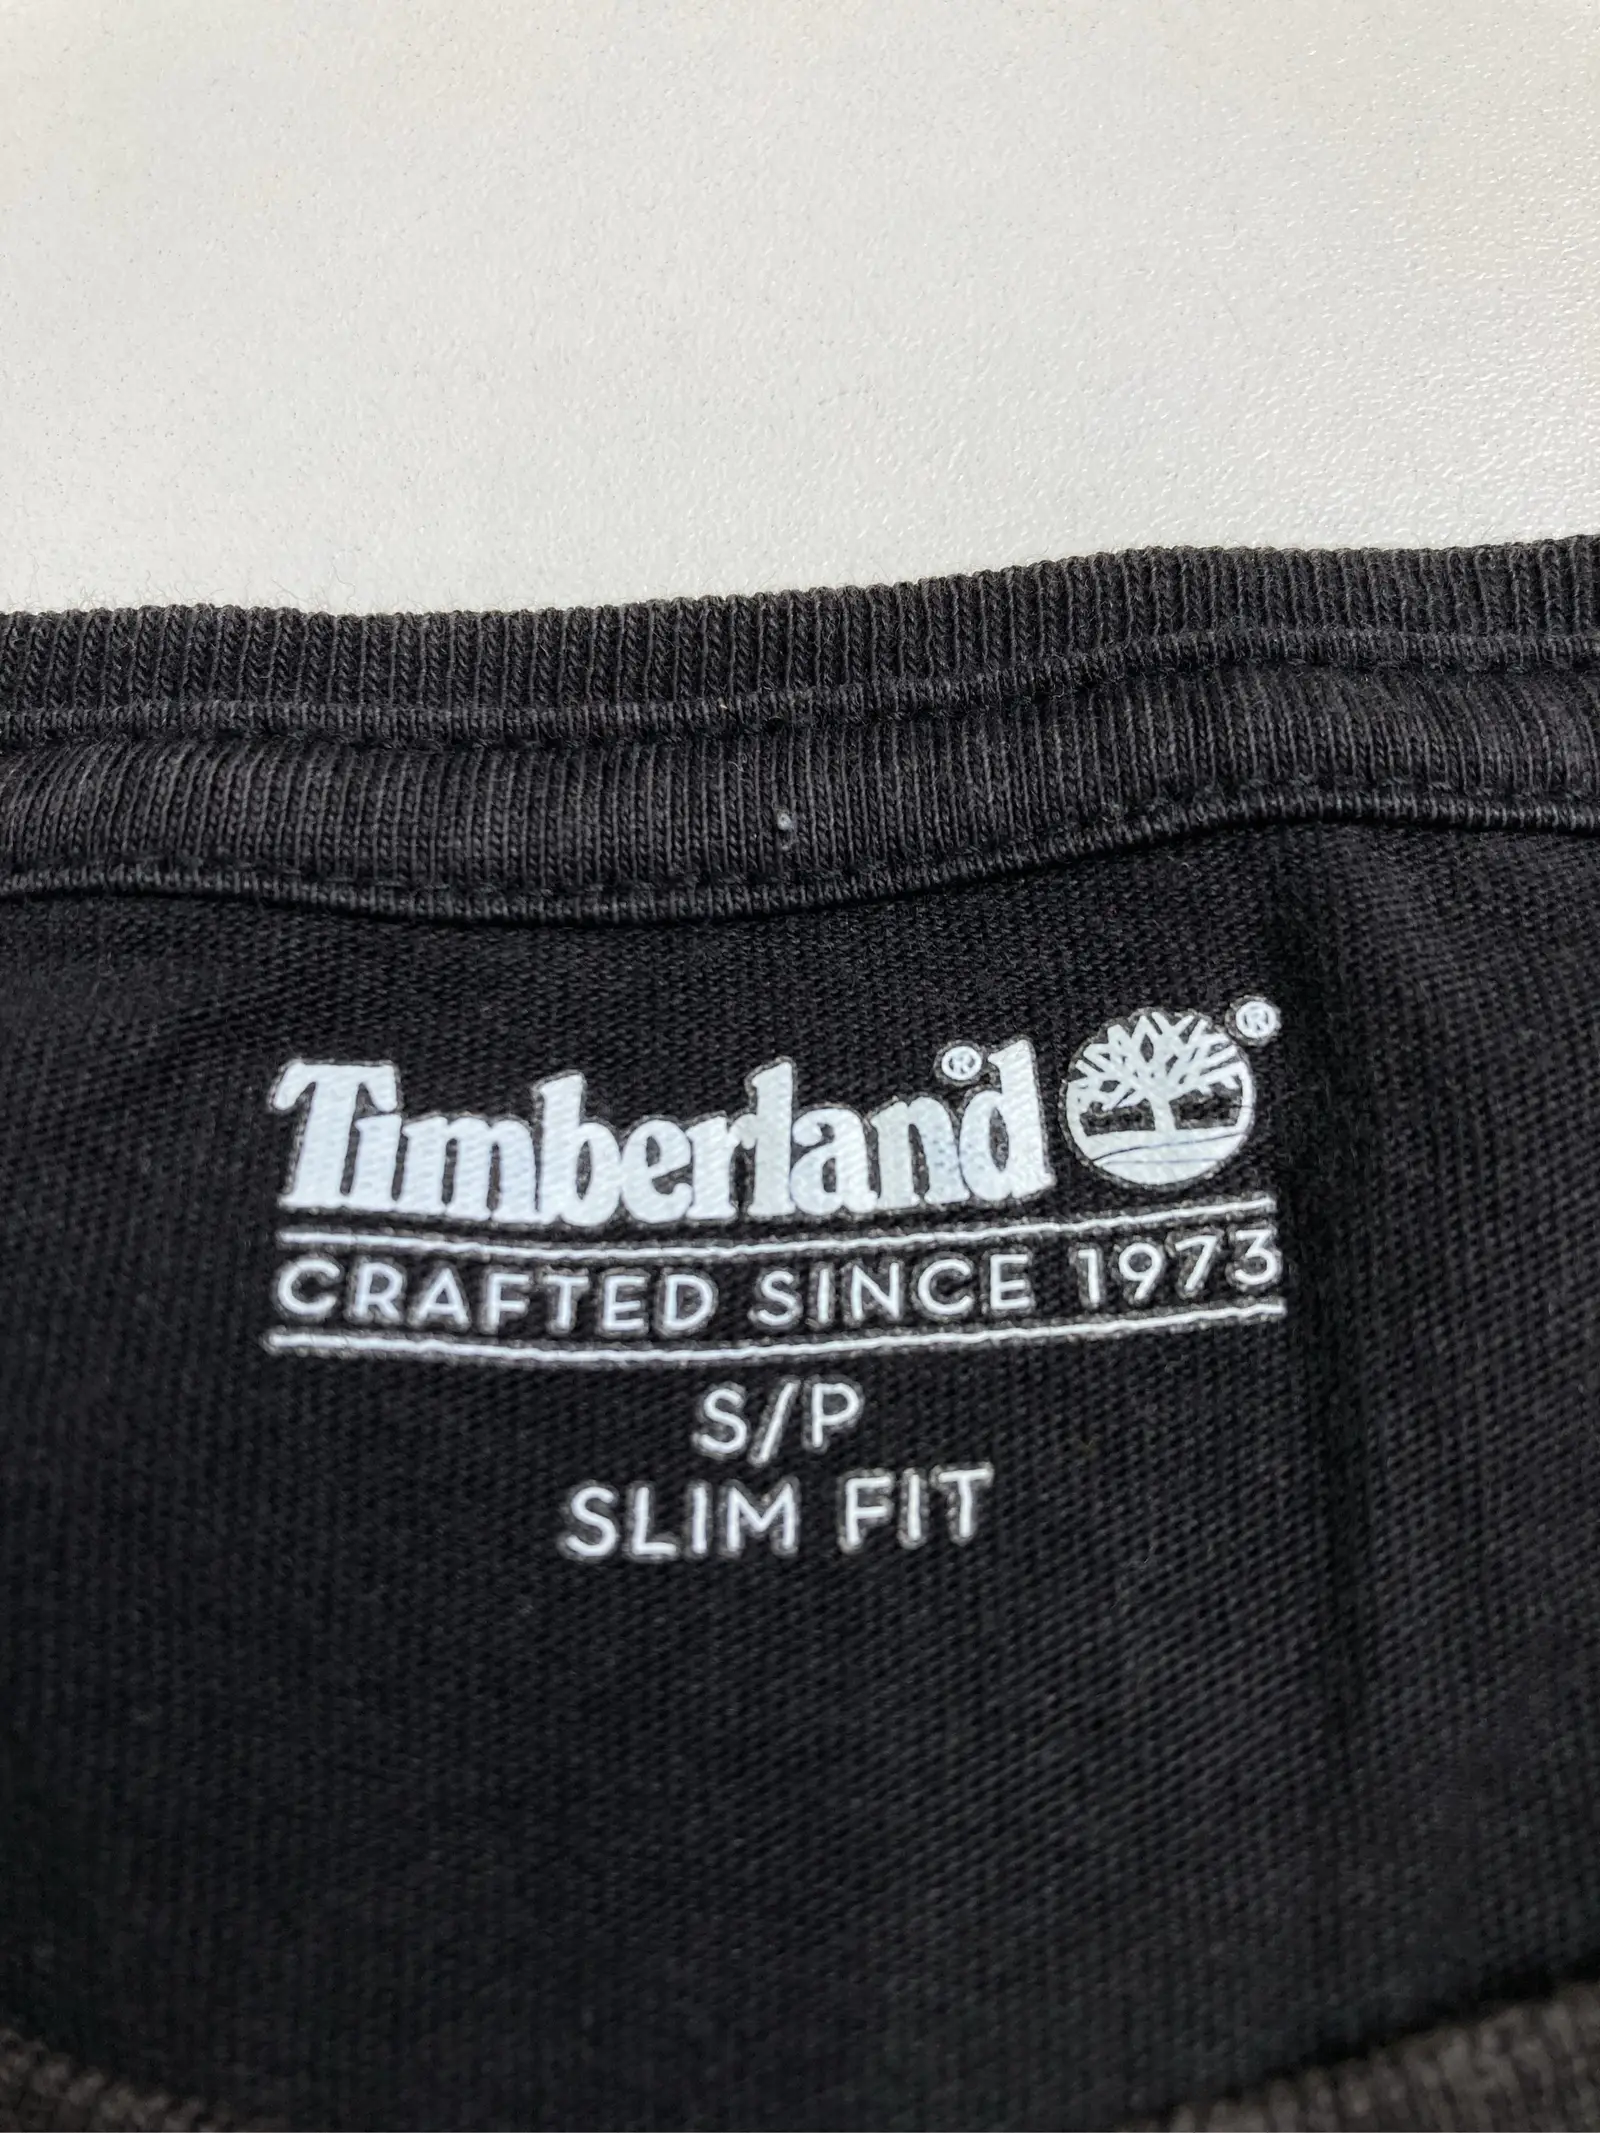 Timberland® ®
CRAFTED SINCE 1973
S/P
SLIM FIT